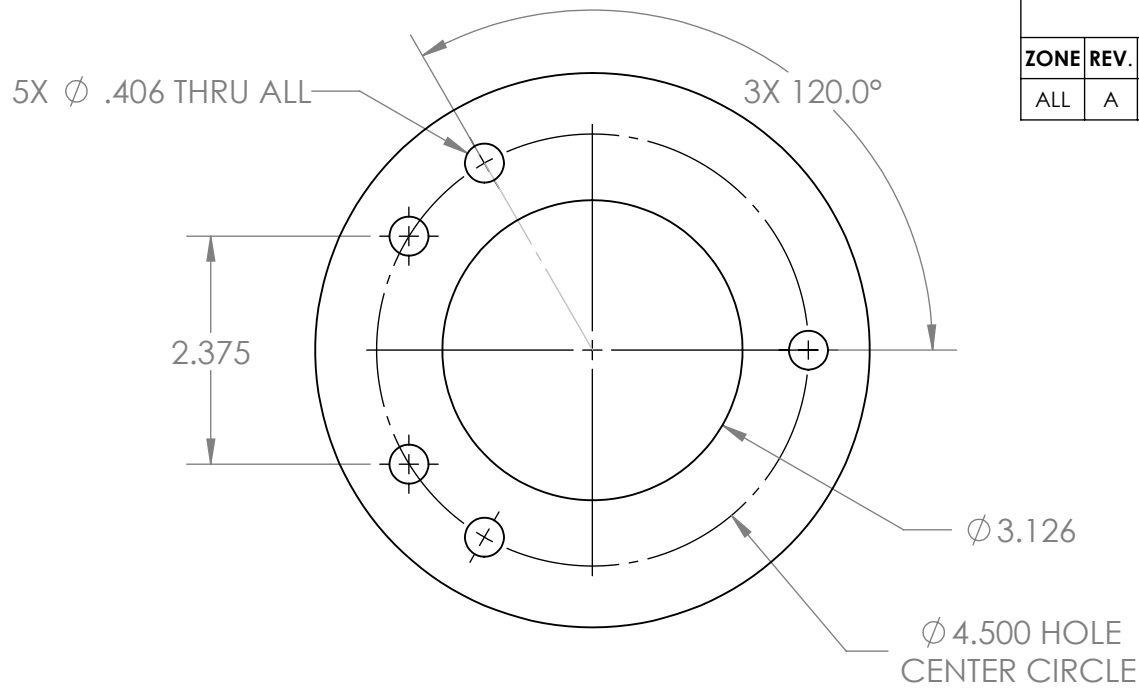 ZONE REV.
ALL A
5X ∅ .406 THRU ALL
3X 120.0°
2.375
∅3.126
∅4.500 HOLE
CENTER CIRCLE